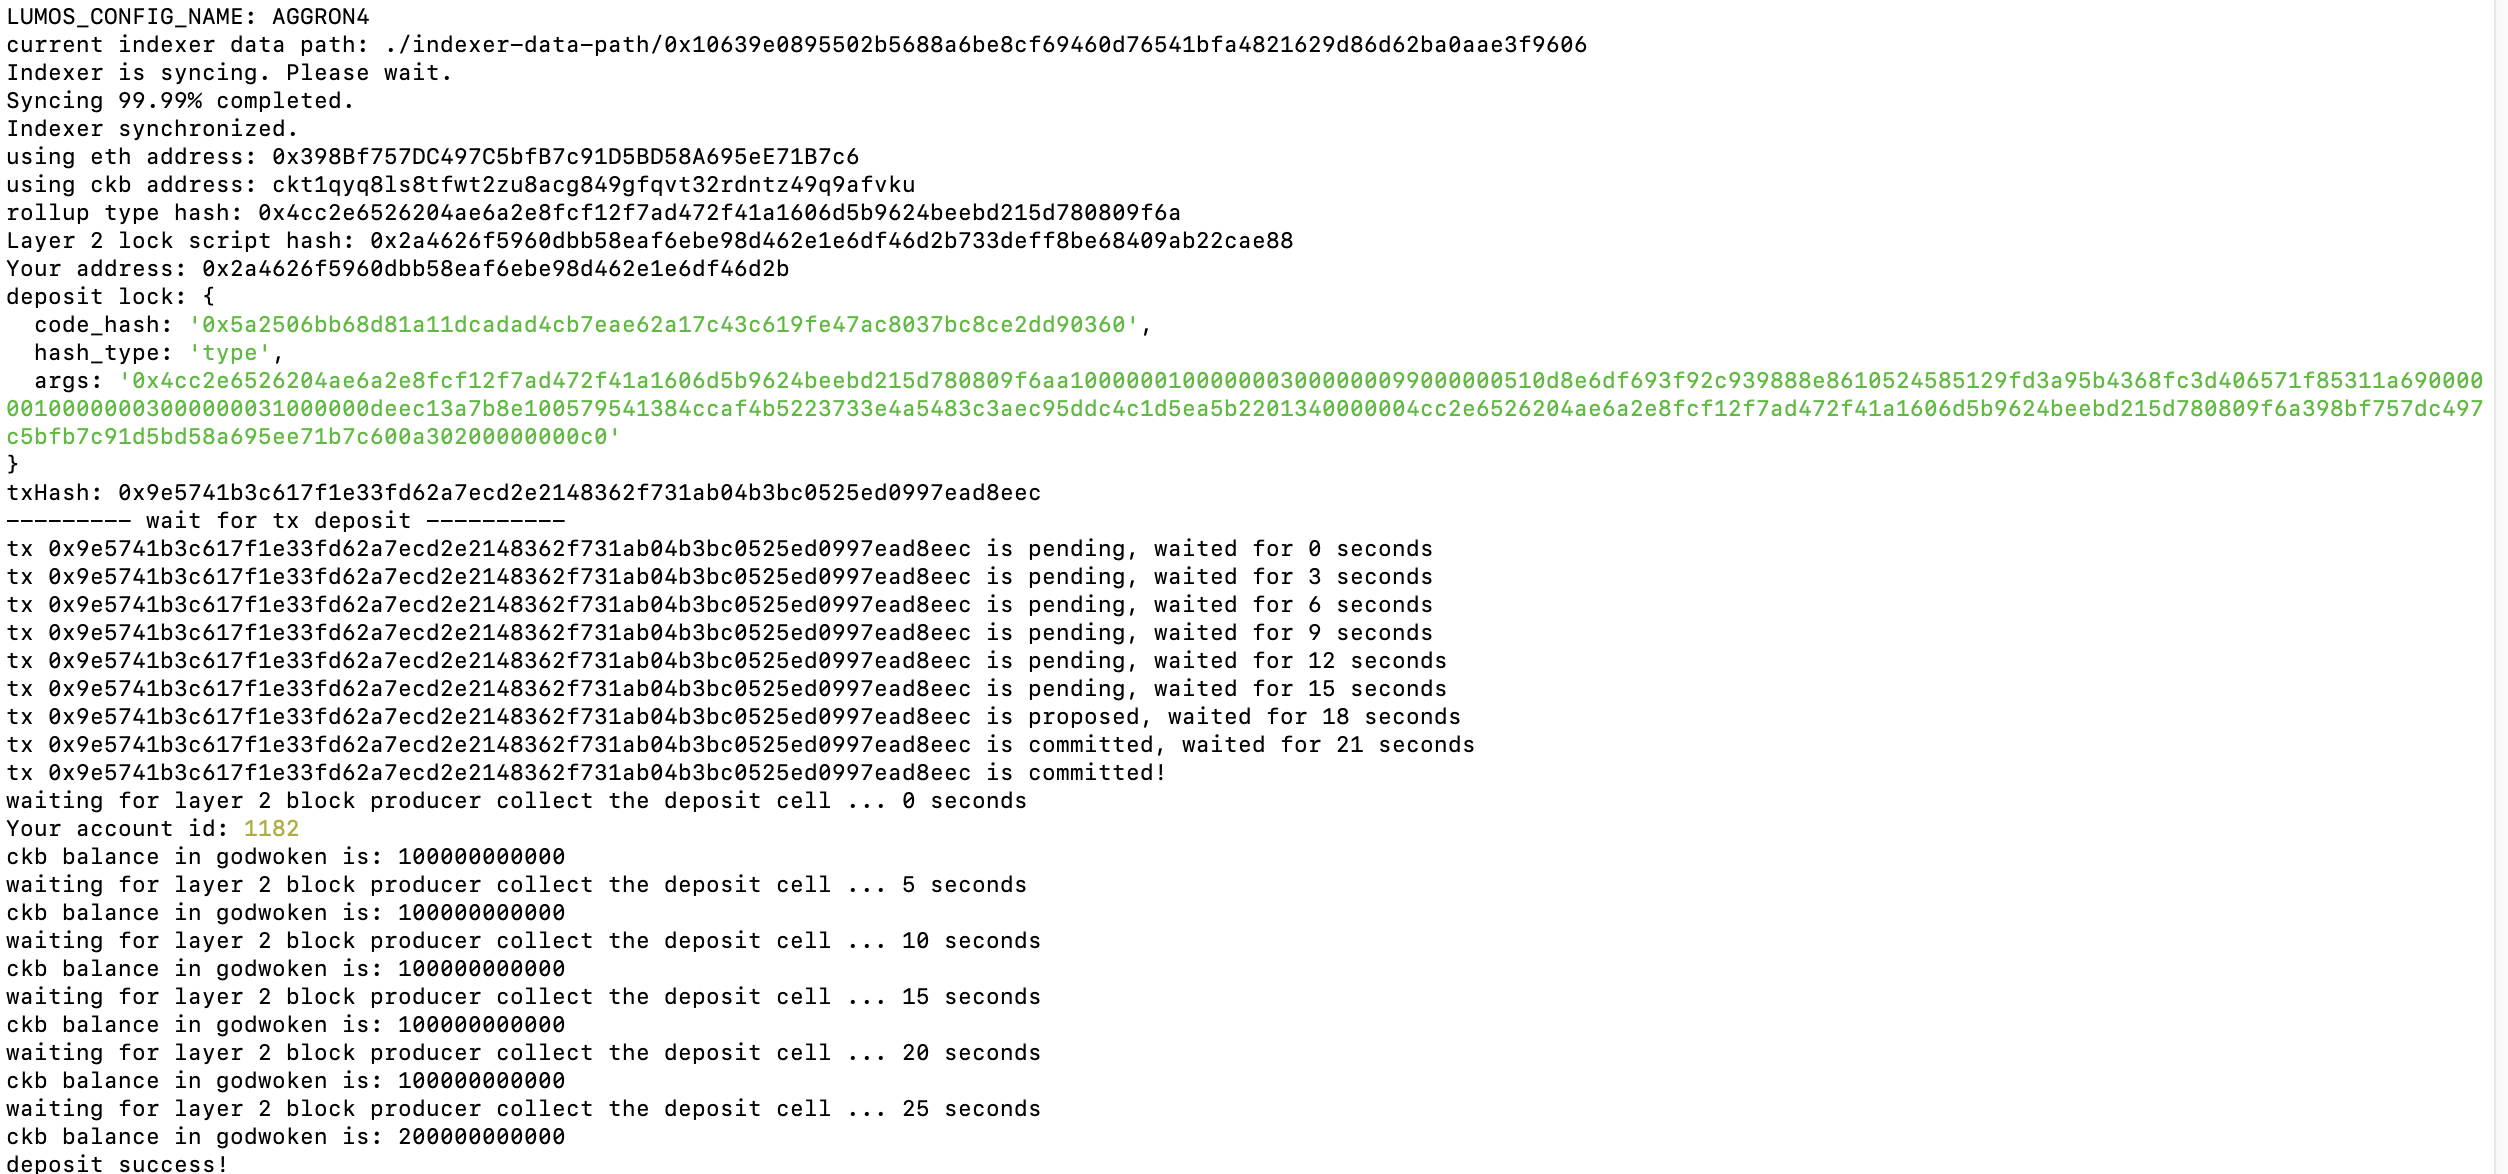 LUMOS_CONFIG_NAME: AGGRON4
current indexer data path: ./indexer-data-path/0x10639e0895502b5688a6be8cf69460d76541bfa4821629d86d62ba0aae3f9606
Indexer is syncing. Please wait.
Syncing 99.99% completed.
Indexer synchronized.
using eth address: 0x398Bf757DC497C5bfB7c91D5BD58A695eE71B7c6
using ckb address: ckt1qyq8ls8tfwt2zu8acg849gfqvt32rdntz49q9afvku
rollup type hash: 0x4cc2e6526204ae6a2e8fcf12f7ad472f41a1606d5b9624beebd215d780809f6a
Layer 2 lock script hash: 0x2a4626f5960dbb58eaf6ebe98d462e1e6df46d2b733deff8be68409ab22cae88
Your address: 0x2a4626f5960dbb58eaf6ebe98d462e1e6df46d2b
deposit lock: {
  code_hash: '0x5a2506bb68d81a11dcadad4cb7eae62a17c43c619fe47ac8037bc8ce2dd90360',
  hash_type: 'type',
  args: '0x4cc2e6526204ae6a2e8fcf12f7ad472f41a1606d5b9624beebd215d780809f6aa10000001000000003000000099000000510d8e6df693f92c939888e8610524585129fd3a95b4368fc3d406571f85311a690000
001000000003000000031000000deec13a7b8e100579541384ccaf4b5223733e4a5483c3aec95ddc4c1d5ea5b2201340000004cc2e6526204ae6a2e8fcf12f7ad472f41a1606d5b9624beebd215d780809f6a398bf757dc497
c5bfb7c91d5bd58a695ee71b7c600a30200000000c0'
}
txHash: 0x9e5741b3c617f1e33fd62a7ecd2e2148362f731ab04b3bc0525ed0997ead8eec
--------- wait for tx deposit ----------
tx 0x9e5741b3c617f1e33fd62a7ecd2e2148362f731ab04b3bc0525ed0997ead8eec is pending, waited for 0 seconds
tx 0x9e5741b3c617f1e33fd62a7ecd2e2148362f731ab04b3bc0525ed0997ead8eec is pending, waited for 3 seconds
tx 0x9e5741b3c617f1e33fd62a7ecd2e2148362f731ab04b3bc0525ed0997ead8eec is pending, waited for 6 seconds
tx 0x9e5741b3c617f1e33fd62a7ecd2e2148362f731ab04b3bc0525ed0997ead8eec is pending, waited for 9 seconds
tx 0x9e5741b3c617f1e33fd62a7ecd2e2148362f731ab04b3bc0525ed0997ead8eec is pending, waited for 12 seconds
tx 0x9e5741b3c617f1e33fd62a7ecd2e2148362f731ab04b3bc0525ed0997ead8eec is pending, waited for 15 seconds
tx 0x9e5741b3c617f1e33fd62a7ecd2e2148362f731ab04b3bc0525ed0997ead8eec is proposed, waited for 18 seconds
tx 0x9e5741b3c617f1e33fd62a7ecd2e2148362f731ab04b3bc0525ed0997ead8eec is committed, waited for 21 seconds
tx 0x9e5741b3c617f1e33fd62a7ecd2e2148362f731ab04b3bc0525ed0997ead8eec is committed!
waiting for layer 2 block producer collect the deposit cell ... 0 seconds
Your account id: 1182
ckb balance in godwoken is: 100000000000
waiting for layer 2 block producer collect the deposit cell ... 5 seconds
ckb balance in godwoken is: 100000000000
waiting for layer 2 block producer collect the deposit cell ... 10 seconds
ckb balance in godwoken is: 100000000000
waiting for layer 2 block producer collect the deposit cell ... 15 seconds
ckb balance in godwoken is: 100000000000
waiting for layer 2 block producer collect the deposit cell ... 20 seconds
ckb balance in godwoken is: 100000000000
waiting for layer 2 block producer collect the deposit cell ... 25 seconds
ckb balance in godwoken is: 200000000000
deposit success!